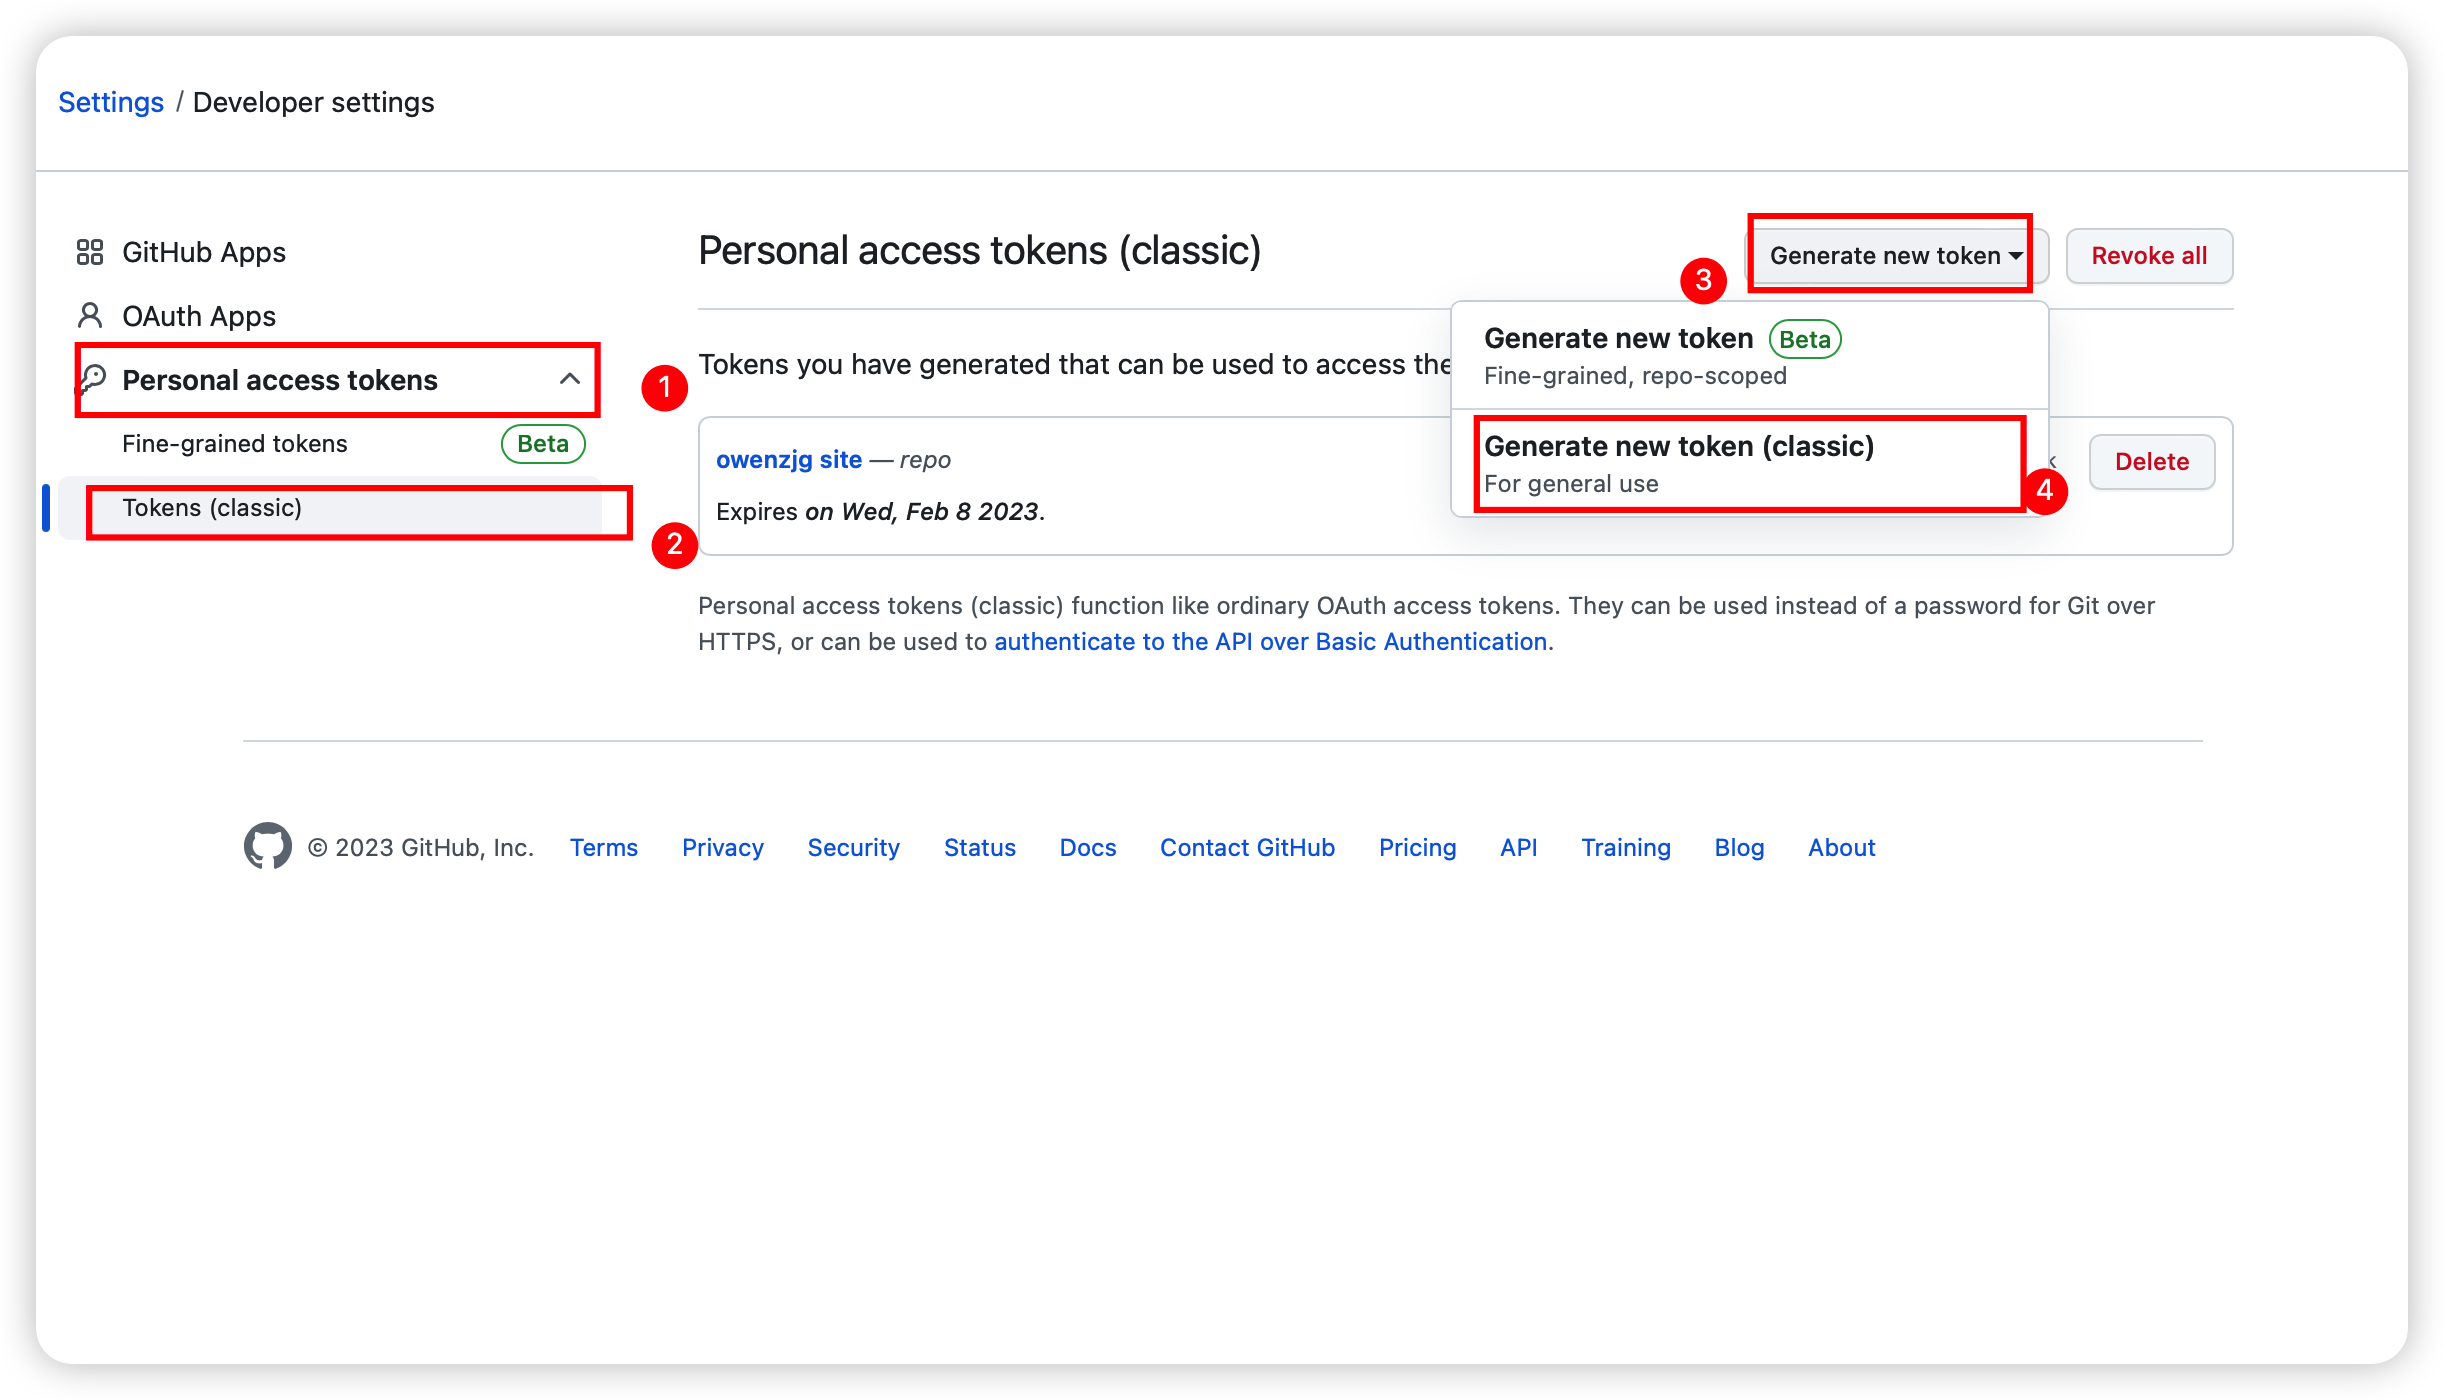 Settings / Developer settings
GitHub Apps
OAuth Apps
Personal access tokens
1
Fine-grained tokens Beta
Tokens (classic)
2
Personal access tokens (classic)
Generate new token
Revoke all
3
Generate new token Beta
Fine-grained, repo-scoped
Generate new token (classic)
For general use
4
Tokens you have generated that can be used to access the
owenzjg site — repo
Delete
Expires on Wed, Feb 8 2023.
Personal access tokens (classic) function like ordinary OAuth access tokens. They can be used instead of a password for Git over
HTTPS, or can be used to authenticate to the API over Basic Authentication.
© 2023 GitHub, Inc. Terms Privacy Security Status Docs Contact GitHub Pricing API Training Blog About